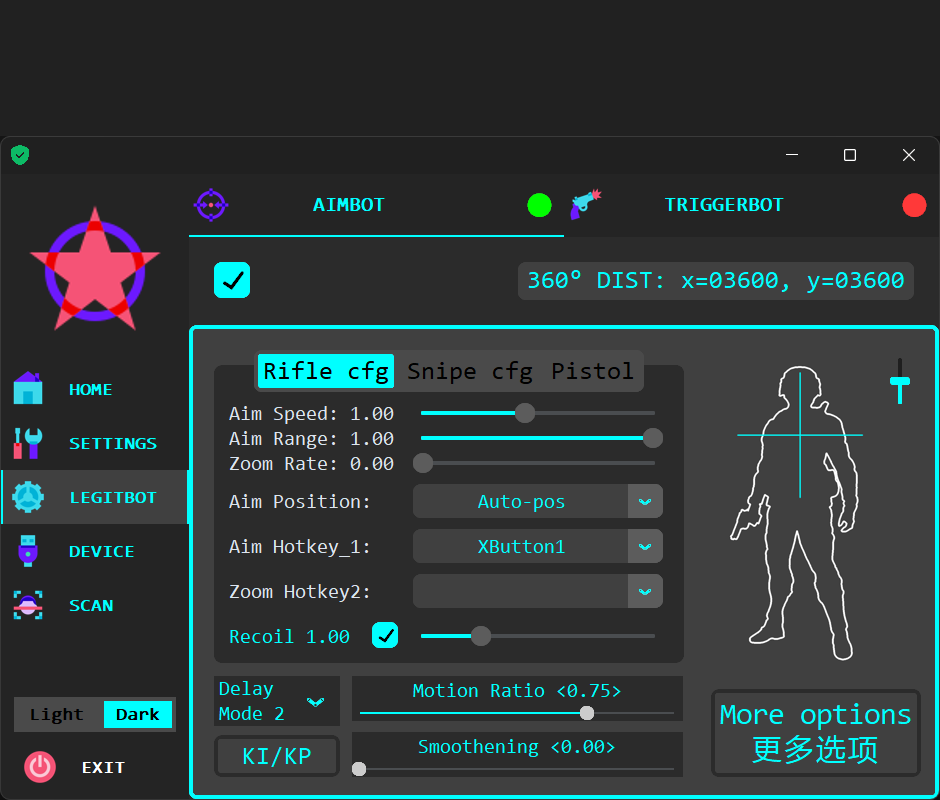 AIMBOT
TRIGGERBOT
360° DIST: x=03600, y=03600
HOME
SETTINGS
LEGITBOT
DEVICE
SCAN
Light Dark
EXIT
Rifle cfg Snipe cfg Pistol
Aim Speed: 1.00
Aim Range: 1.00
Zoom Rate: 0.00
Aim Position: Auto-pos
Aim Hotkey_1: XButton1
Zoom Hotkey2:
Recoil 1.00
Delay
Mode 2
Motion Ratio <0.75>
KI/KP
Smoothening <0.00>
More options
更多选项